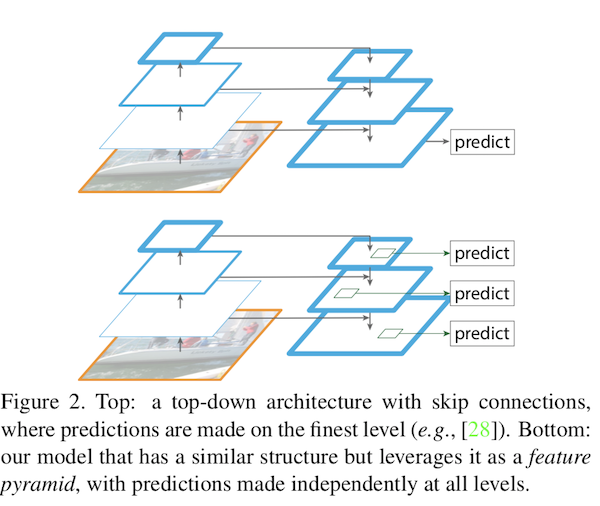 predict
predict
predict
predict
Figure 2. Top: a top-down architecture with skip connections,
where predictions are made on the finest level (e.g., [28]). Bottom:
our model that has a similar structure but leverages it as a feature
pyramid, with predictions made independently at all levels.